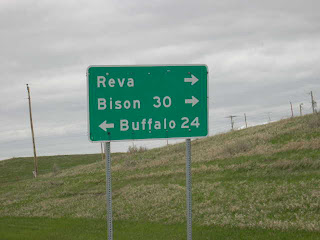 Reva →
Bison 30 →
← Buffalo 24